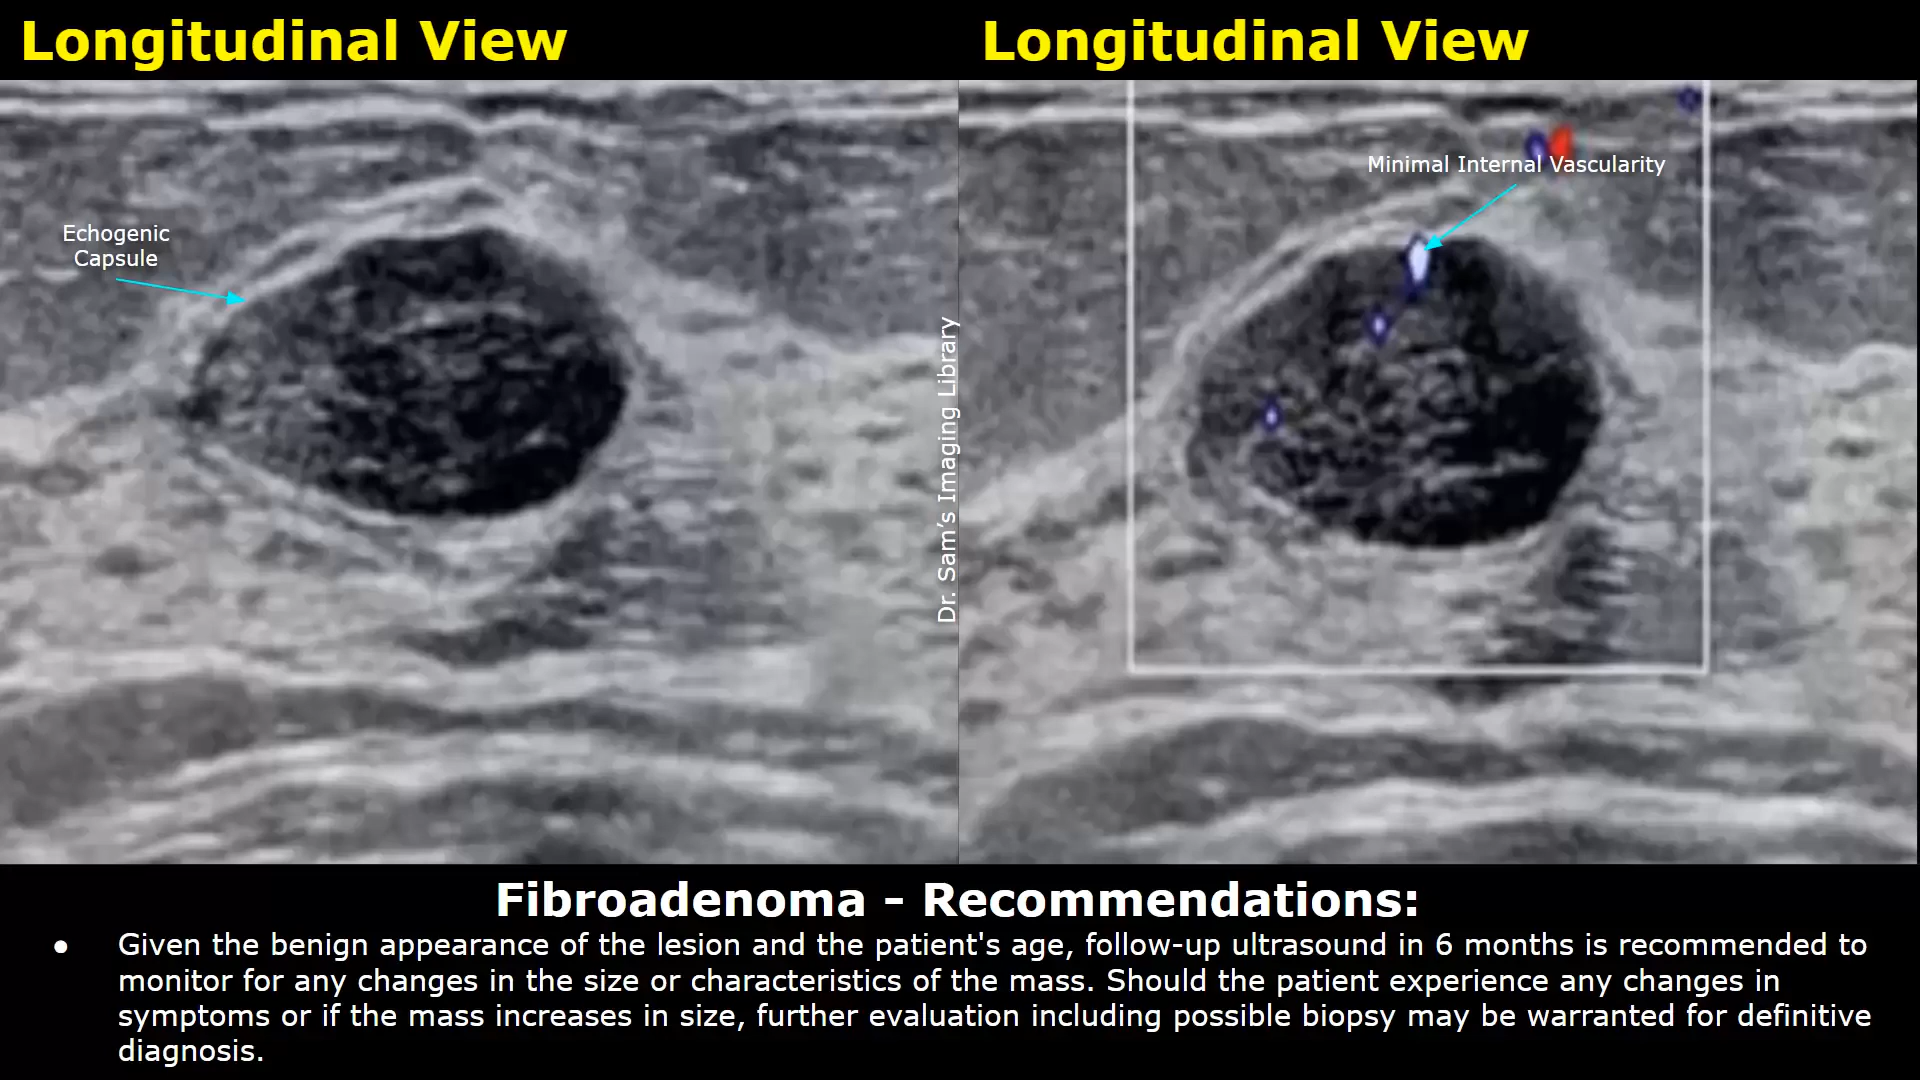 Longitudinal View
Longitudinal View
Echogenic
Capsule
Minimal Internal Vascularity
Dr. Sam’s Imaging Library
Fibroadenoma – Recommendations:
● Given the benign appearance of the lesion and the patient's age, follow-up ultrasound in 6 months is recommended to
monitor for any changes in the size or characteristics of the mass. Should the patient experience any changes in
symptoms or if the mass increases in size, further evaluation including possible biopsy may be warranted for definitive
diagnosis.